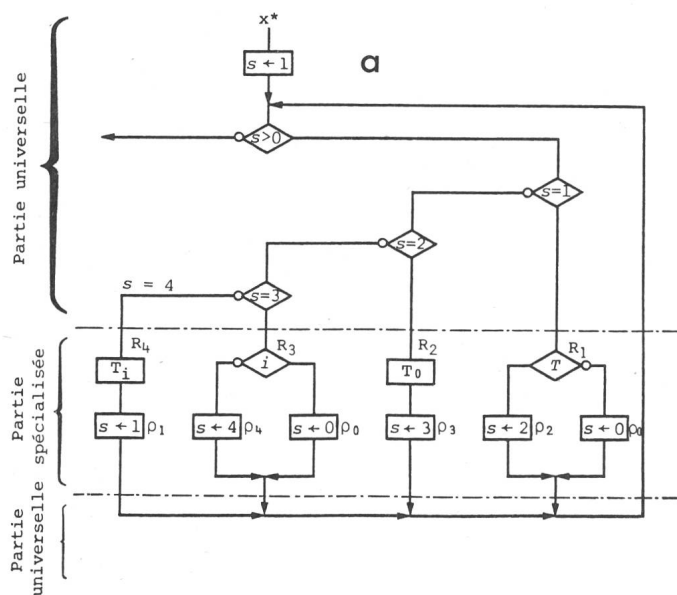 x*
s ← 1
a
s>0
s=1
s=2
s = 4
s=3
R₄
R₃
R₂
R₁
Tᵢ
i
T₀
T
s ← 1 ρ₁
s ← 4 ρ₄
s ← 0 ρ₀
s ← 3 ρ₃
s ← 2 ρ₂
s ← 0 ρ₀
Partie universelle
Partie
spécialisée
Partie
universelle